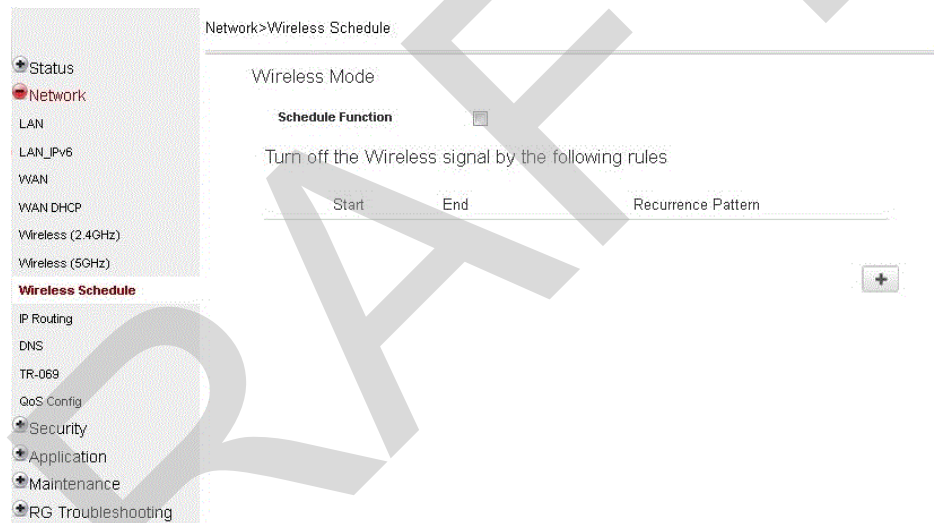 Network>Wireless Schedule
Status
Network
LAN
LAN_IPv6
WAN
WAN DHCP
Wireless (2.4GHz)
Wireless (5GHz)
Wireless Schedule
IP Routing
DNS
TR-069
QoS Config
Security
Application
Maintenance
RG Troubleshooting
Wireless Mode
Schedule Function
Turn off the Wireless signal by the following rules
Start End Recurrence Pattern